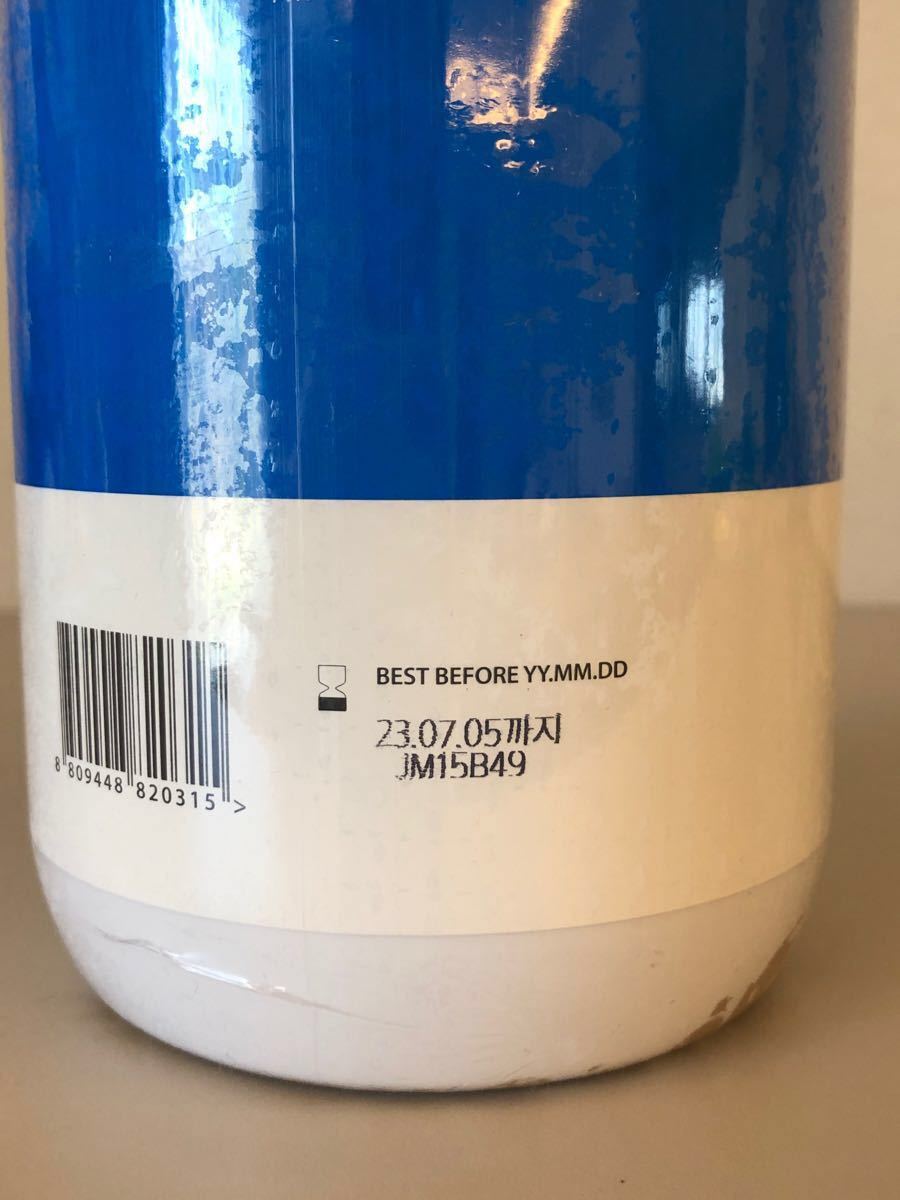 BEST BEFORE YY.MM.DD
23.07.05까지
JM15B49
8 809448 820315 >